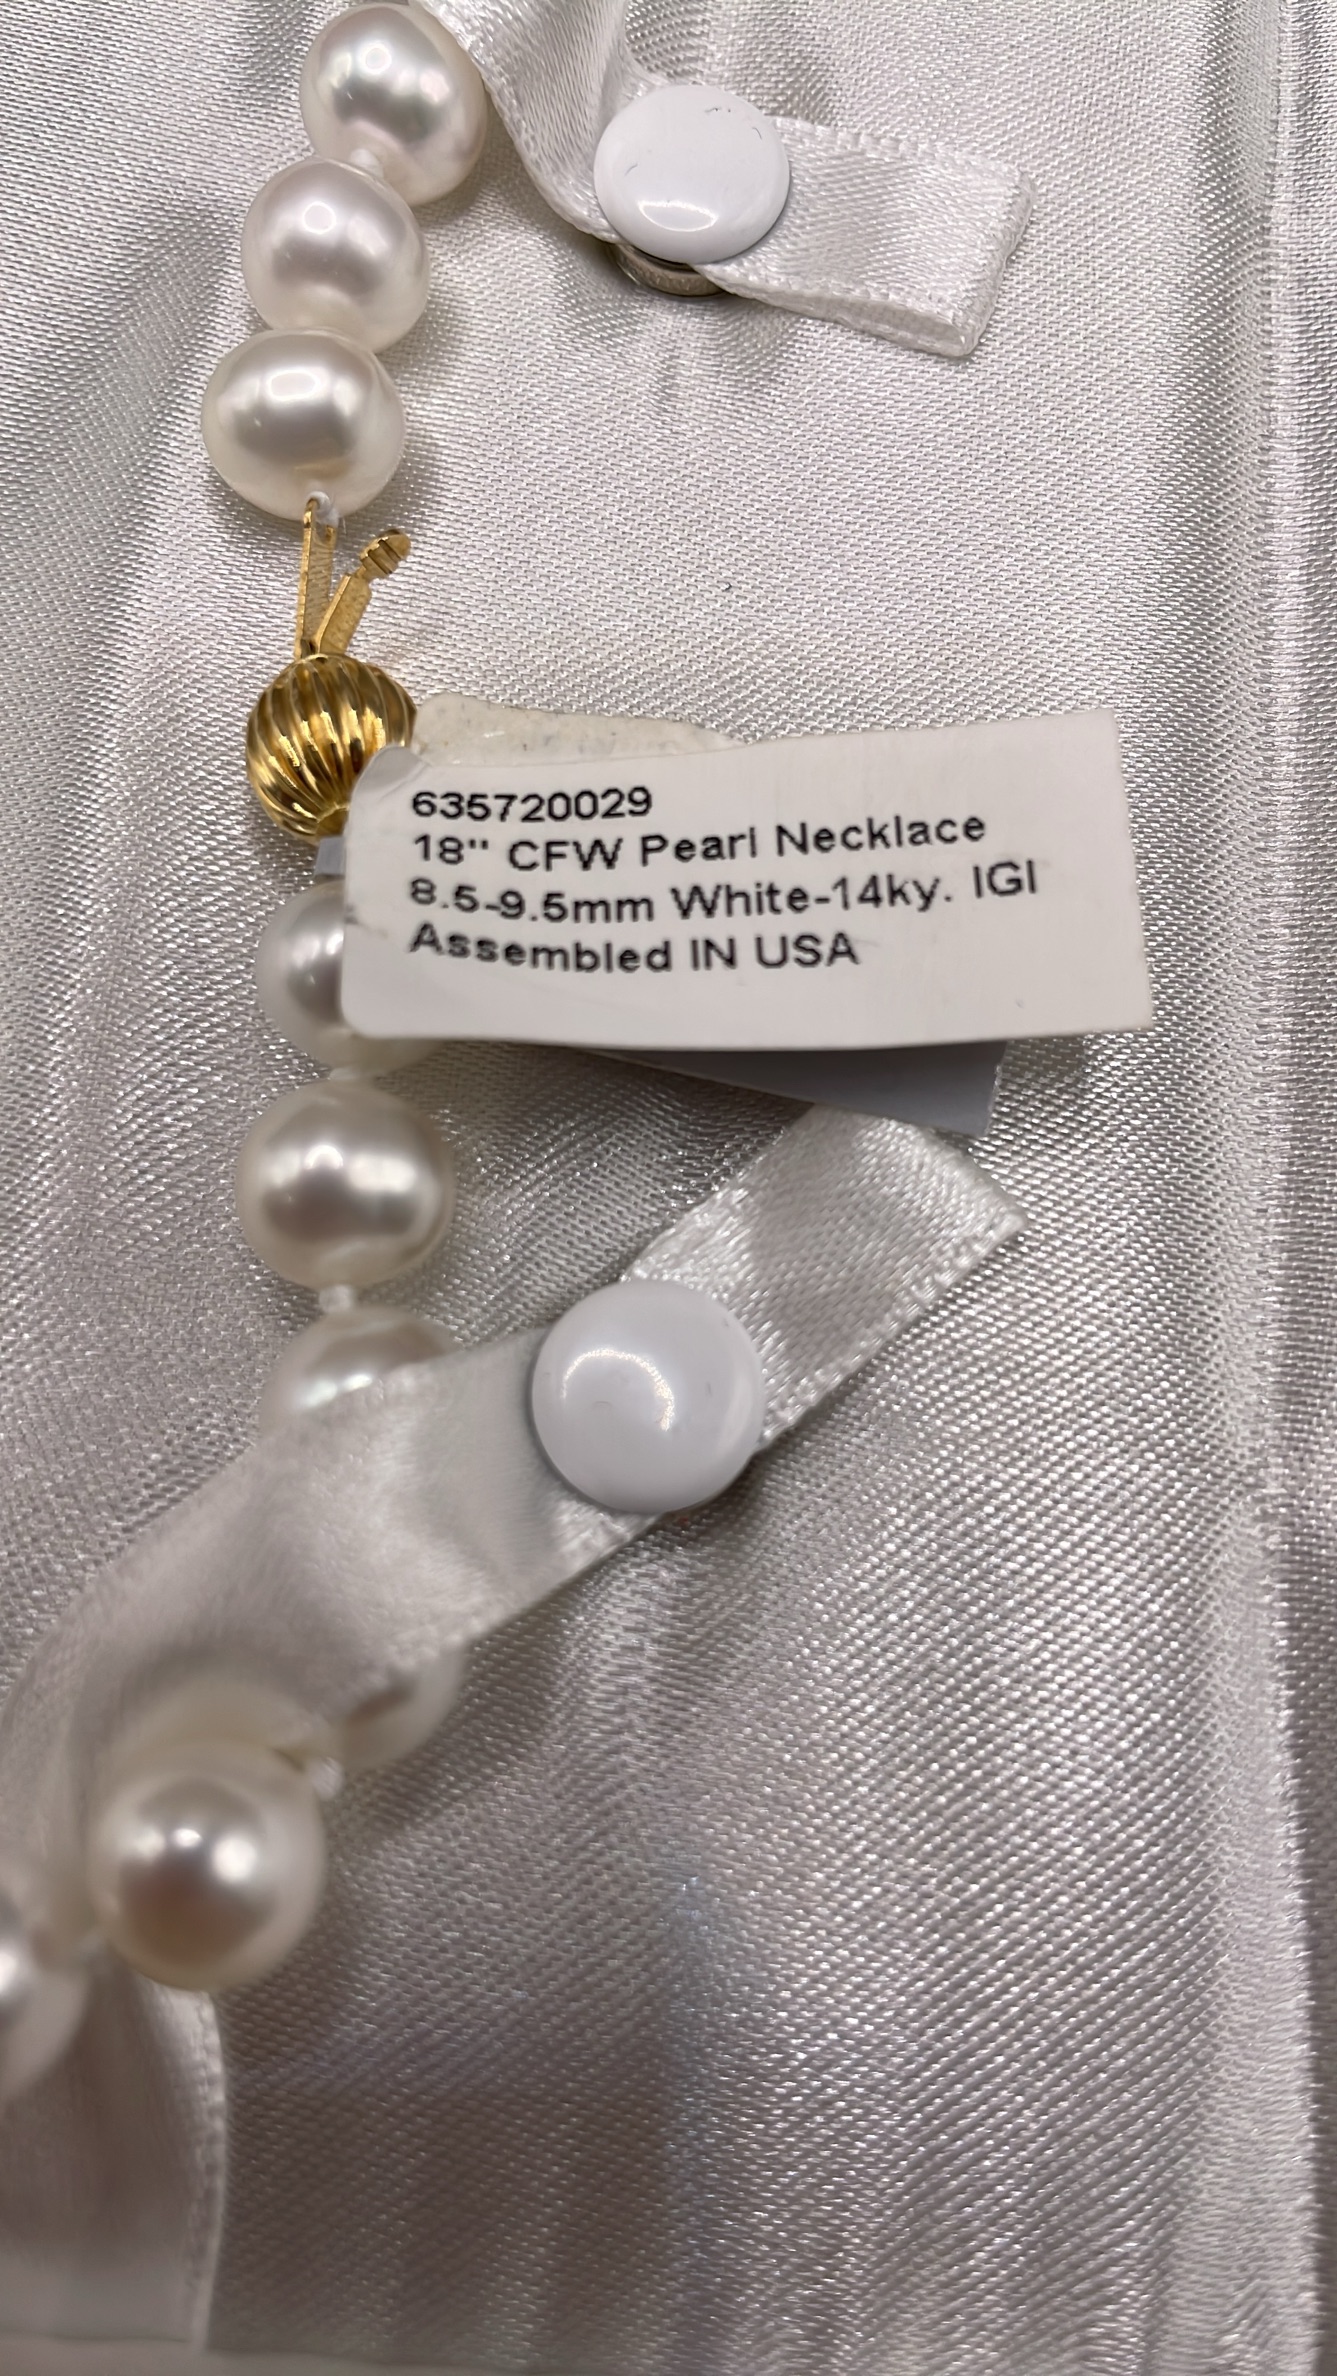 635720029
18" CFW Pearl Necklace
8.5-9.5mm White-14ky. IGI
Assembled IN USA